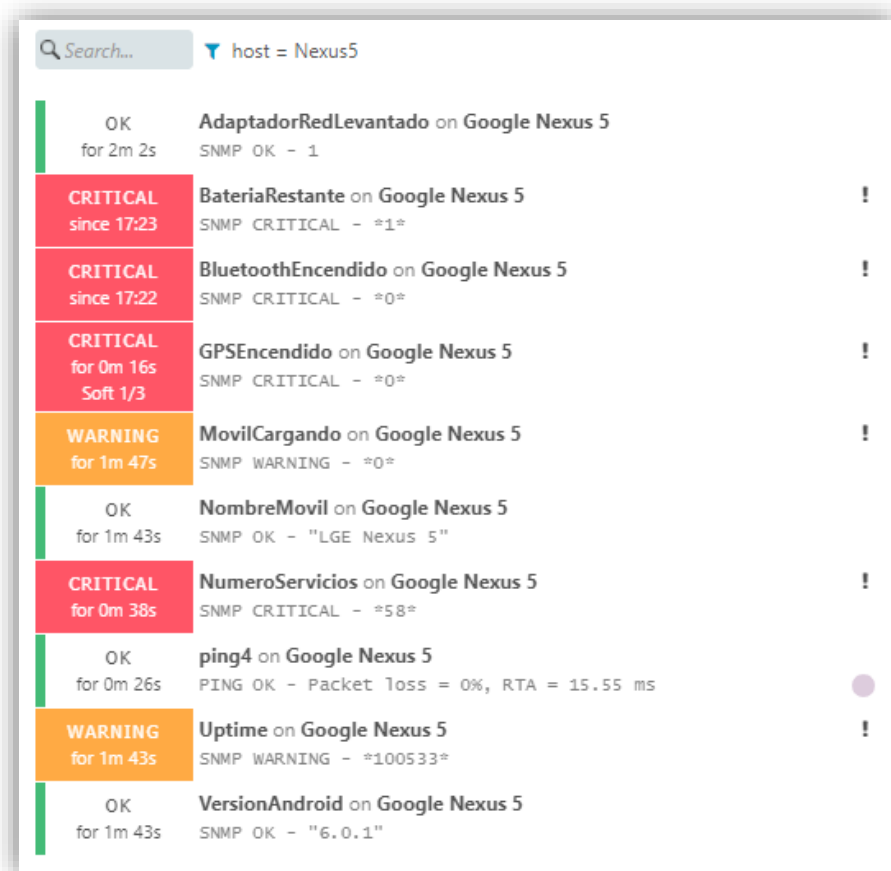 Search...
host = Nexus5
OK
for 2m 2s
AdaptadorRedLevantado on Google Nexus 5
SNMP OK - 1
CRITICAL
since 17:23
BateriaRestante on Google Nexus 5
!
SNMP CRITICAL - *1*
CRITICAL
since 17:22
BluetoothEncendido on Google Nexus 5
!
SNMP CRITICAL - *0*
CRITICAL
for 0m 16s
Soft 1/3
GPSEncendido on Google Nexus 5
!
SNMP CRITICAL - *0*
WARNING
for 1m 47s
MovilCargando on Google Nexus 5
!
SNMP WARNING - *0*
OK
for 1m 43s
NombreMovil on Google Nexus 5
SNMP OK - "LGE Nexus 5"
CRITICAL
for 0m 38s
NumeroServicios on Google Nexus 5
!
SNMP CRITICAL - *58*
OK
for 0m 26s
ping4 on Google Nexus 5
PING OK - Packet loss = 0%, RTA = 15.55 ms
WARNING
for 1m 43s
Uptime on Google Nexus 5
!
SNMP WARNING - *100533*
OK
for 1m 43s
VersionAndroid on Google Nexus 5
SNMP OK - "6.0.1"